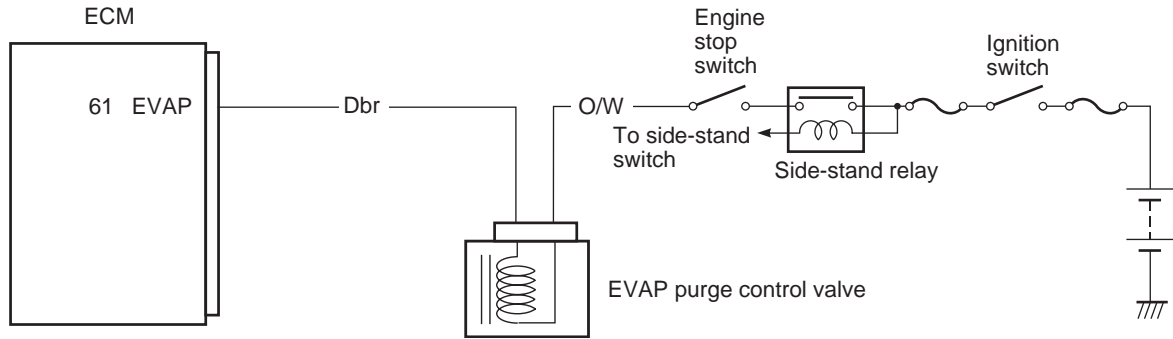 ECM
61 EVAP
Dbr
O/W
Engine
stop
switch
Ignition
switch
To side-stand
switch
Side-stand relay
EVAP purge control valve